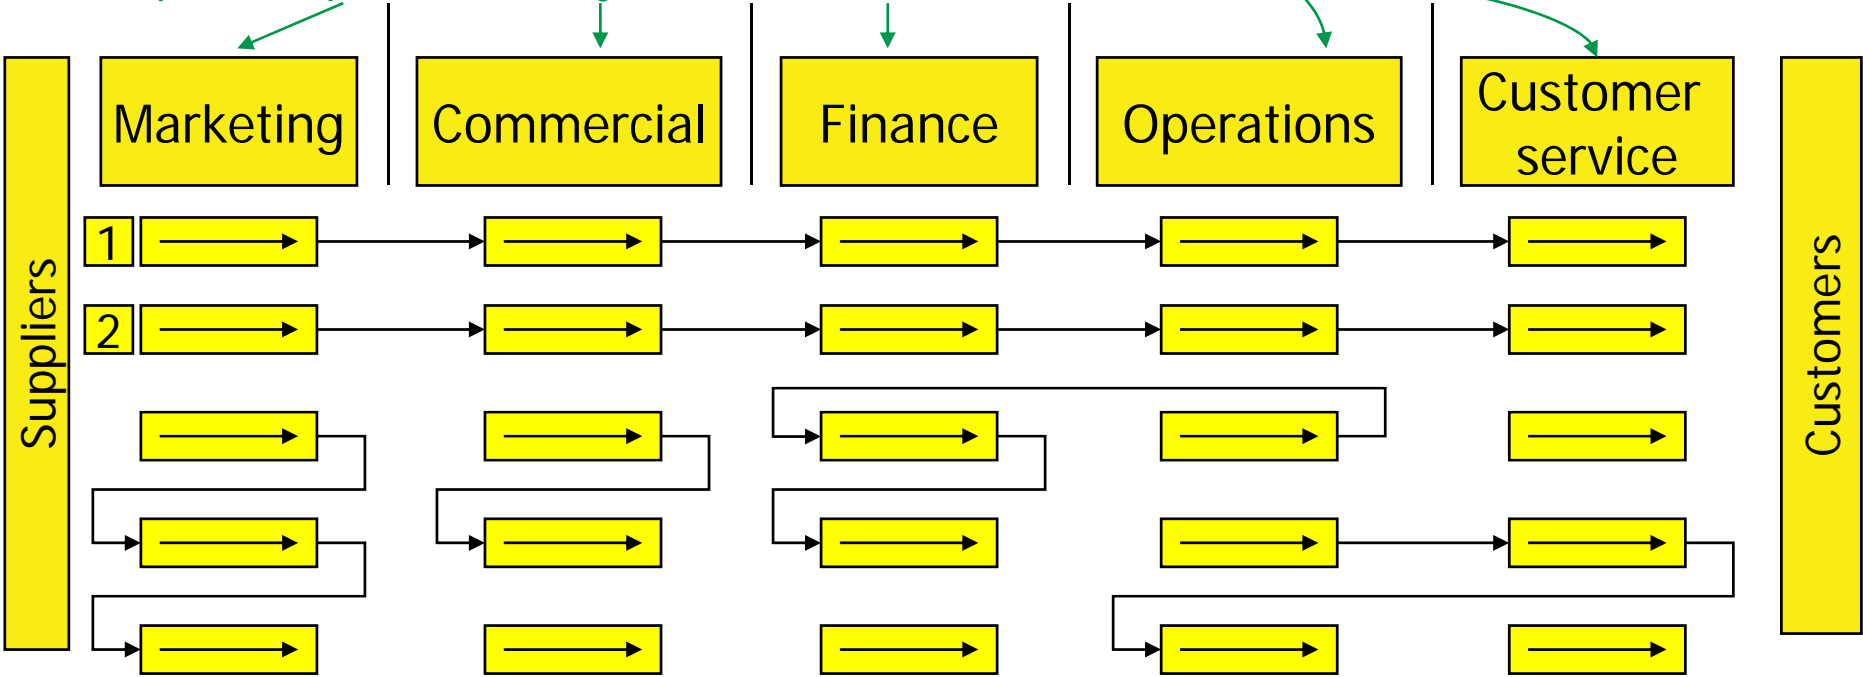 Marketing
Commercial
Finance
Operations
Customer
service
Suppliers
1
2
Customers